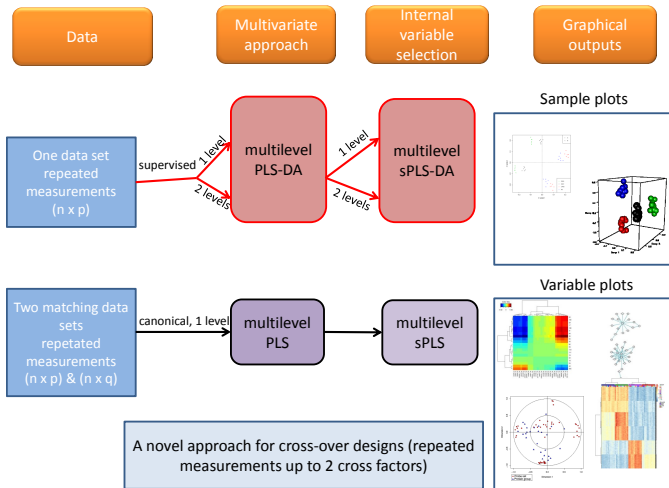 Data
Multivariate
approach
Internal
variable
selection
Graphical
outputs
Sample plots
One data set
repeated
measurements
(n x p)
supervised
1 level
2 levels
multilevel
PLS-DA
1 level
2 levels
multilevel
sPLS-DA
Variable plots
Two matching data
sets
repetated
measurements
(n x p) & (n x q)
canonical, 1 level
multilevel
PLS
multilevel
sPLS
A novel approach for cross-over designs (repeated
measurements up to 2 cross factors)